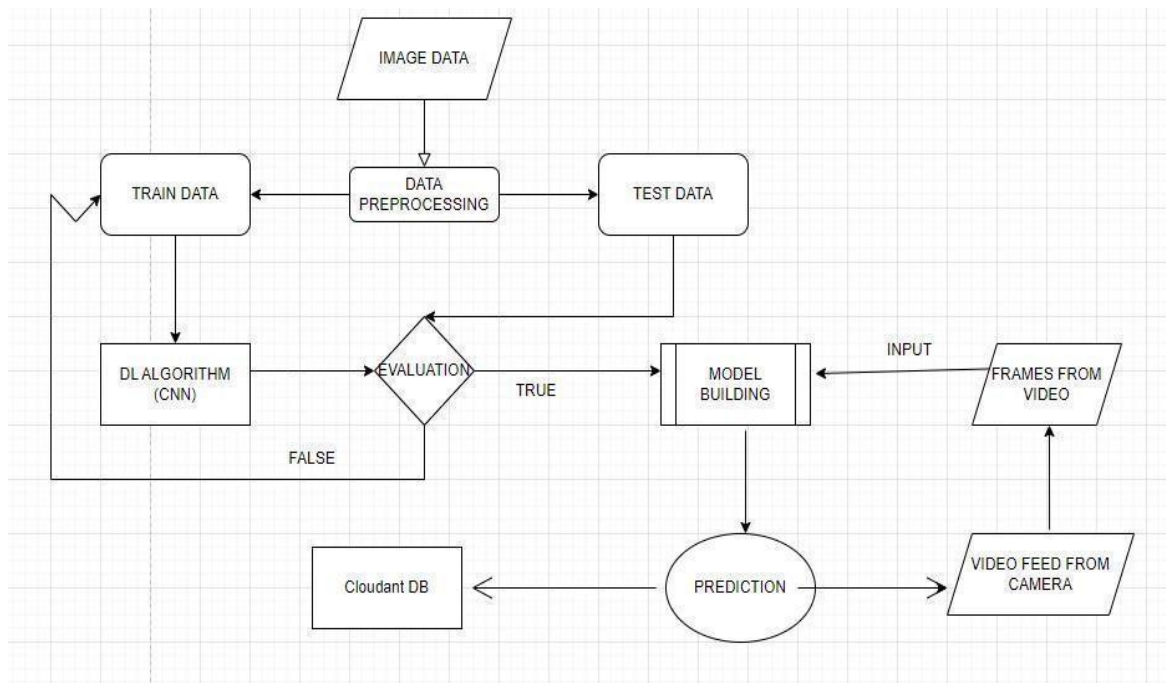 IMAGE DATA
TRAIN DATA
DATA
PREPROCESSING
TEST DATA
DL ALGORITHM
(CNN)
EVALUATION
TRUE
MODEL
BUILDING
INPUT
FRAMES FROM
VIDEO
FALSE
Cloudant DB
PREDICTION
VIDEO FEED FROM
CAMERA